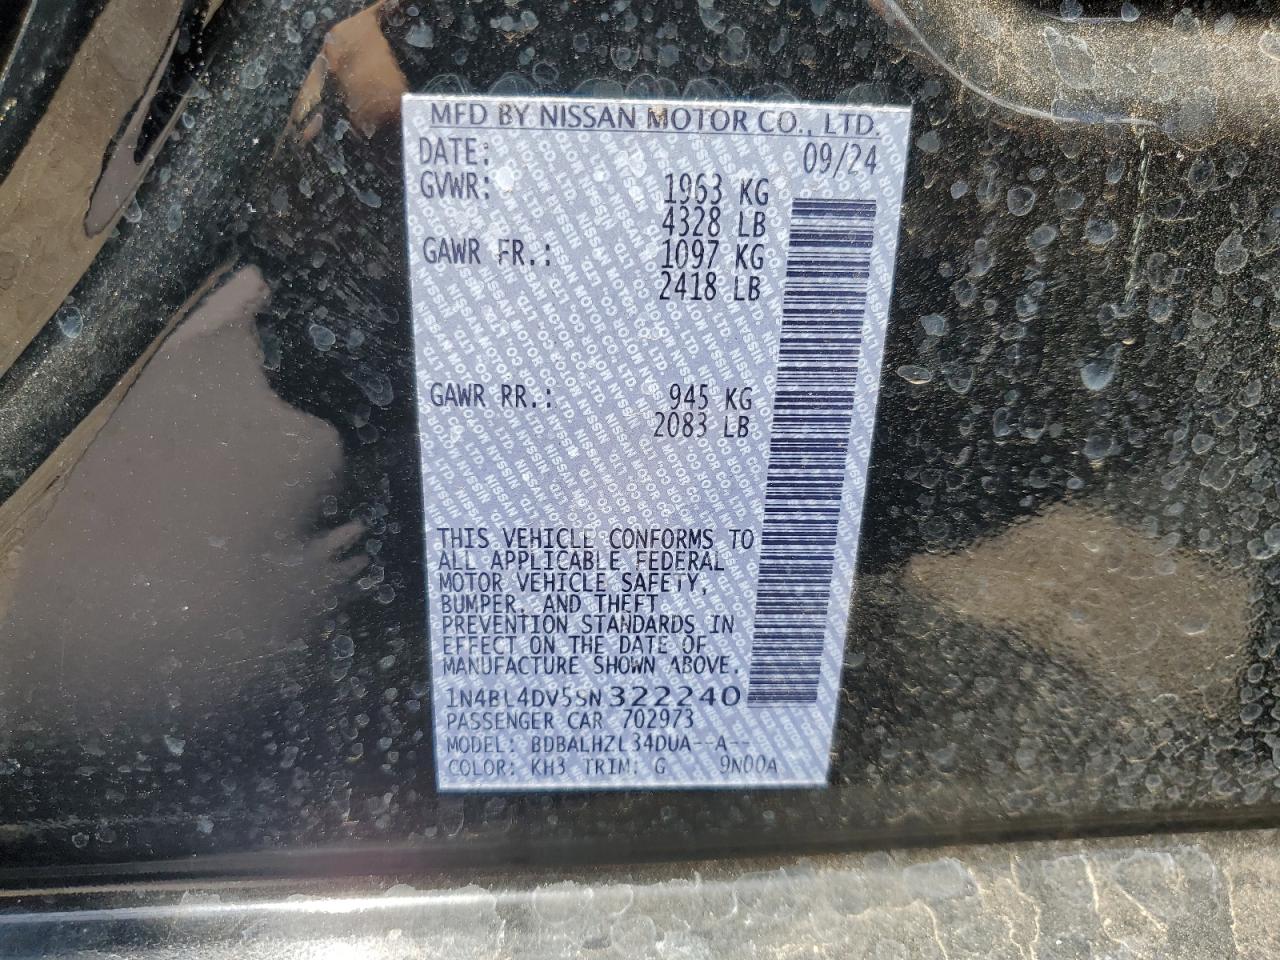 MFD BY NISSAN MOTOR CO., LTD.
DATE: 09/24
GVWR: 1963 KG
4328 LB
GAWR FR.: 1097 KG
2418 LB
GAWR RR.: 945 KG
2083 LB
THIS VEHICLE CONFORMS TO
ALL APPLICABLE FEDERAL
MOTOR VEHICLE SAFETY,
BUMPER, AND THEFT
PREVENTION STANDARDS IN
EFFECT ON THE DATE OF
MANUFACTURE SHOWN ABOVE.
1N4BL4DV5SN322240
PASSENGER CAR 702973
MODEL: BDBALHZL34DUA--A--
COLOR: KH3 TRIM: G 9N00A